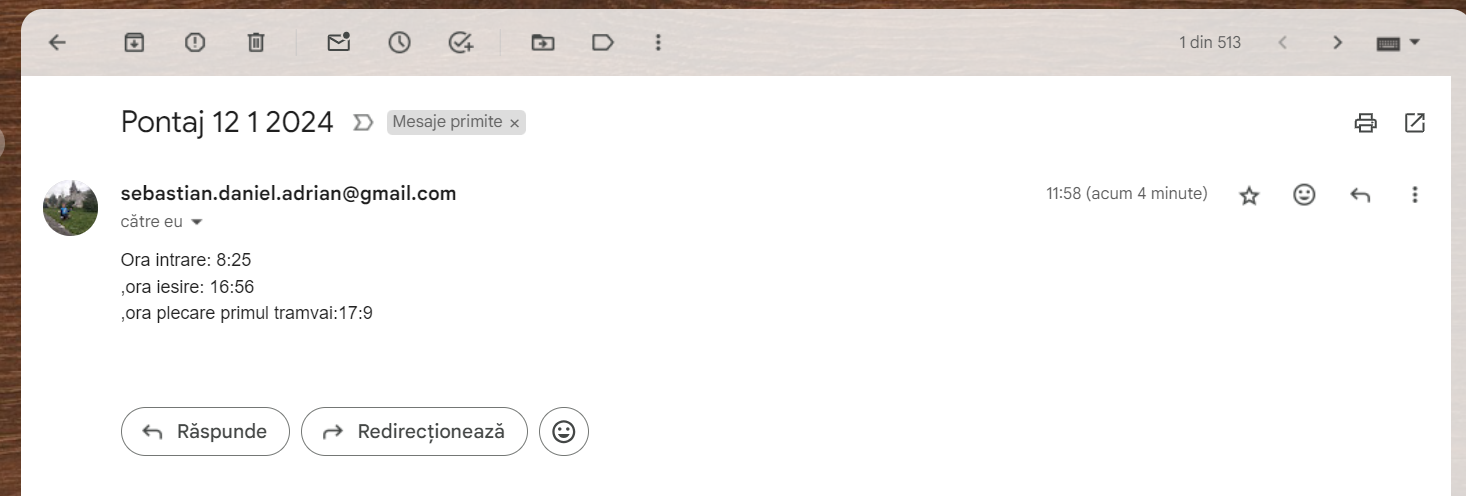 1 din 513
Pontaj 12 1 2024 Mesaje primite ×
sebastian.daniel.adrian@gmail.com 11:58 (acum 4 minute)
către eu
Ora intrare: 8:25
,ora iesire: 16:56
,ora plecare primul tramvai:17:9
Răspunde Redirecționează